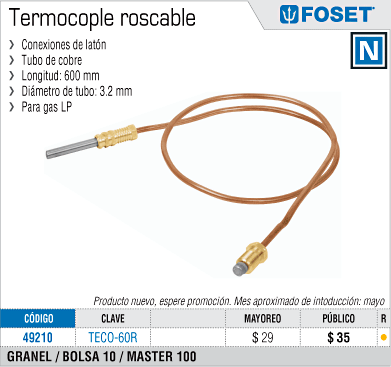 Termocople roscable
FOSET®
N
Conexiones de latón
Tubo de cobre
Longitud: 600 mm
Diámetro de tubo: 3.2 mm
Para gas LP
Producto nuevo, espere promoción. Mes aproximado de intoducción: mayo
CÓDIGO CLAVE MAYOREO PÚBLICO R
49210 TECO-60R $ 29 $ 35
GRANEL / BOLSA 10 / MASTER 100